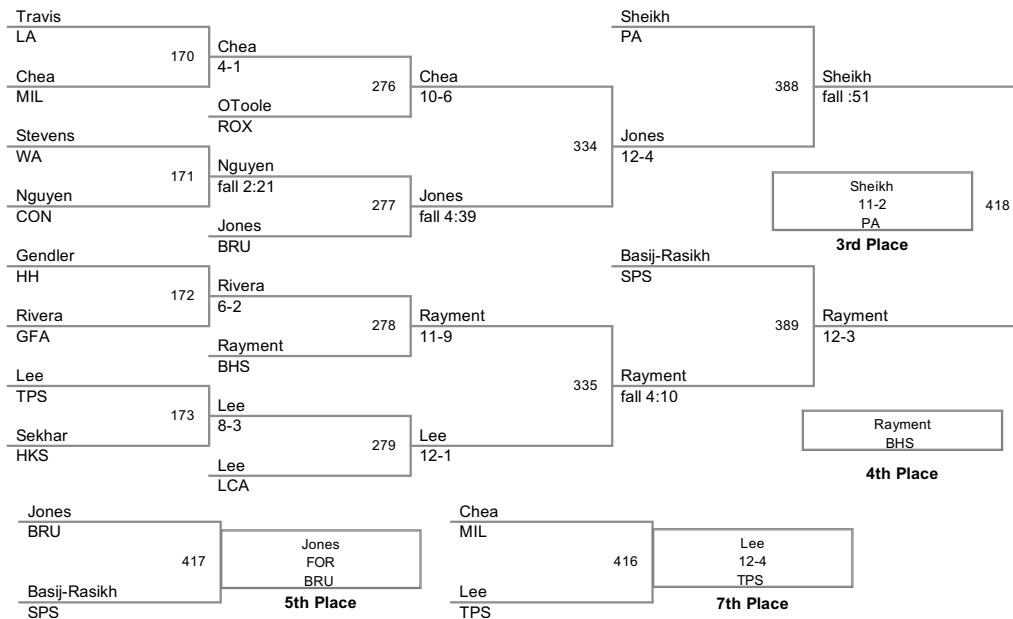 Travis
LA
170
Chea
MIL
Chea
4-1
276
OToole
ROX
Chea
10-6
Stevens
WA
171
Nguyen
CON
Nguyen
fall 2:21
277
Jones
BRU
Jones
fall 4:39
334
Jones
12-4
Sheikh
PA
388
Sheikh
fall :51
Sheikh
11-2
PA
418
3rd Place
Gendler
HH
172
Rivera
GFA
Rivera
6-2
278
Rayment
BHS
Rayment
11-9
Lee
TPS
173
Sekhar
HKS
Lee
8-3
279
Lee
LCA
Lee
12-1
335
Rayment
fall 4:10
Basij-Rasikh
SPS
389
Rayment
12-3
Rayment
BHS
4th Place
Jones
BRU
417
Basij-Rasikh
SPS
Jones
FOR
BRU
5th Place
Chea
MIL
416
Lee
TPS
Lee
12-4
TPS
7th Place